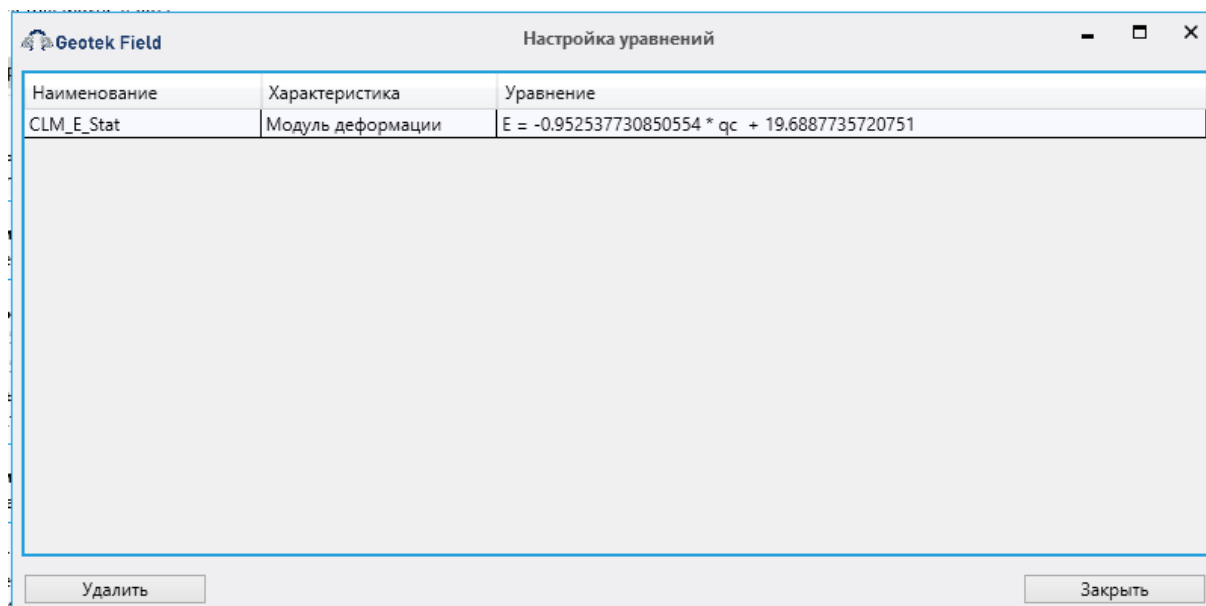 Geotek Field
Настройка уравнений
Наименование Характеристика Уравнение
CLM_E_Stat Модуль деформации E = -0.952537730850554 * qc + 19.6887735720751
Удалить Закрыть